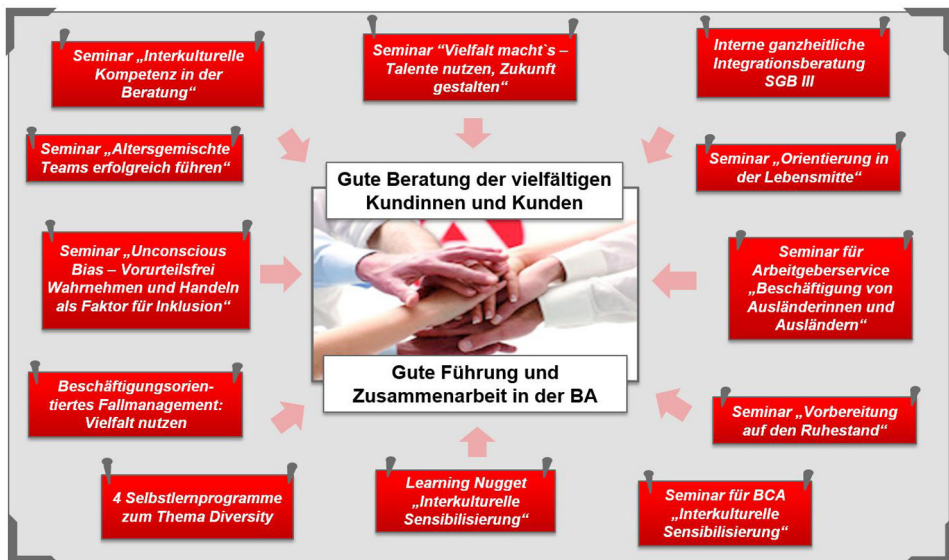 Seminar „Interkulturelle
Kompetenz in der
Beratung“
Seminar “Vielfalt macht`s –
Talente nutzen, Zukunft
gestalten“
Interne ganzheitliche
Integrationsberatung
SGB III
Seminar „Altersgemischte
Teams erfolgreich führen“
Seminar „Orientierung in
der Lebensmitte“
Gute Beratung der vielfältigen
Kundinnen und Kunden
Seminar „Unconscious
Bias – Vorurteilsfrei
Wahrnehmen und Handeln
als Faktor für Inklusion“
Seminar für
Arbeitgeberservice
„Beschäftigung von
Ausländerinnen und
Ausländern“
Gute Führung und
Zusammenarbeit in der BA
Beschäftigungsorien-
tiertes Fallmanagement:
Vielfalt nutzen
Seminar „Vorbereitung
auf den Ruhestand“
4 Selbstlernprogramme
zum Thema Diversity
Learning Nugget
„Interkulturelle
Sensibilisierung“
Seminar für BCA
„Interkulturelle
Sensibilisierung“